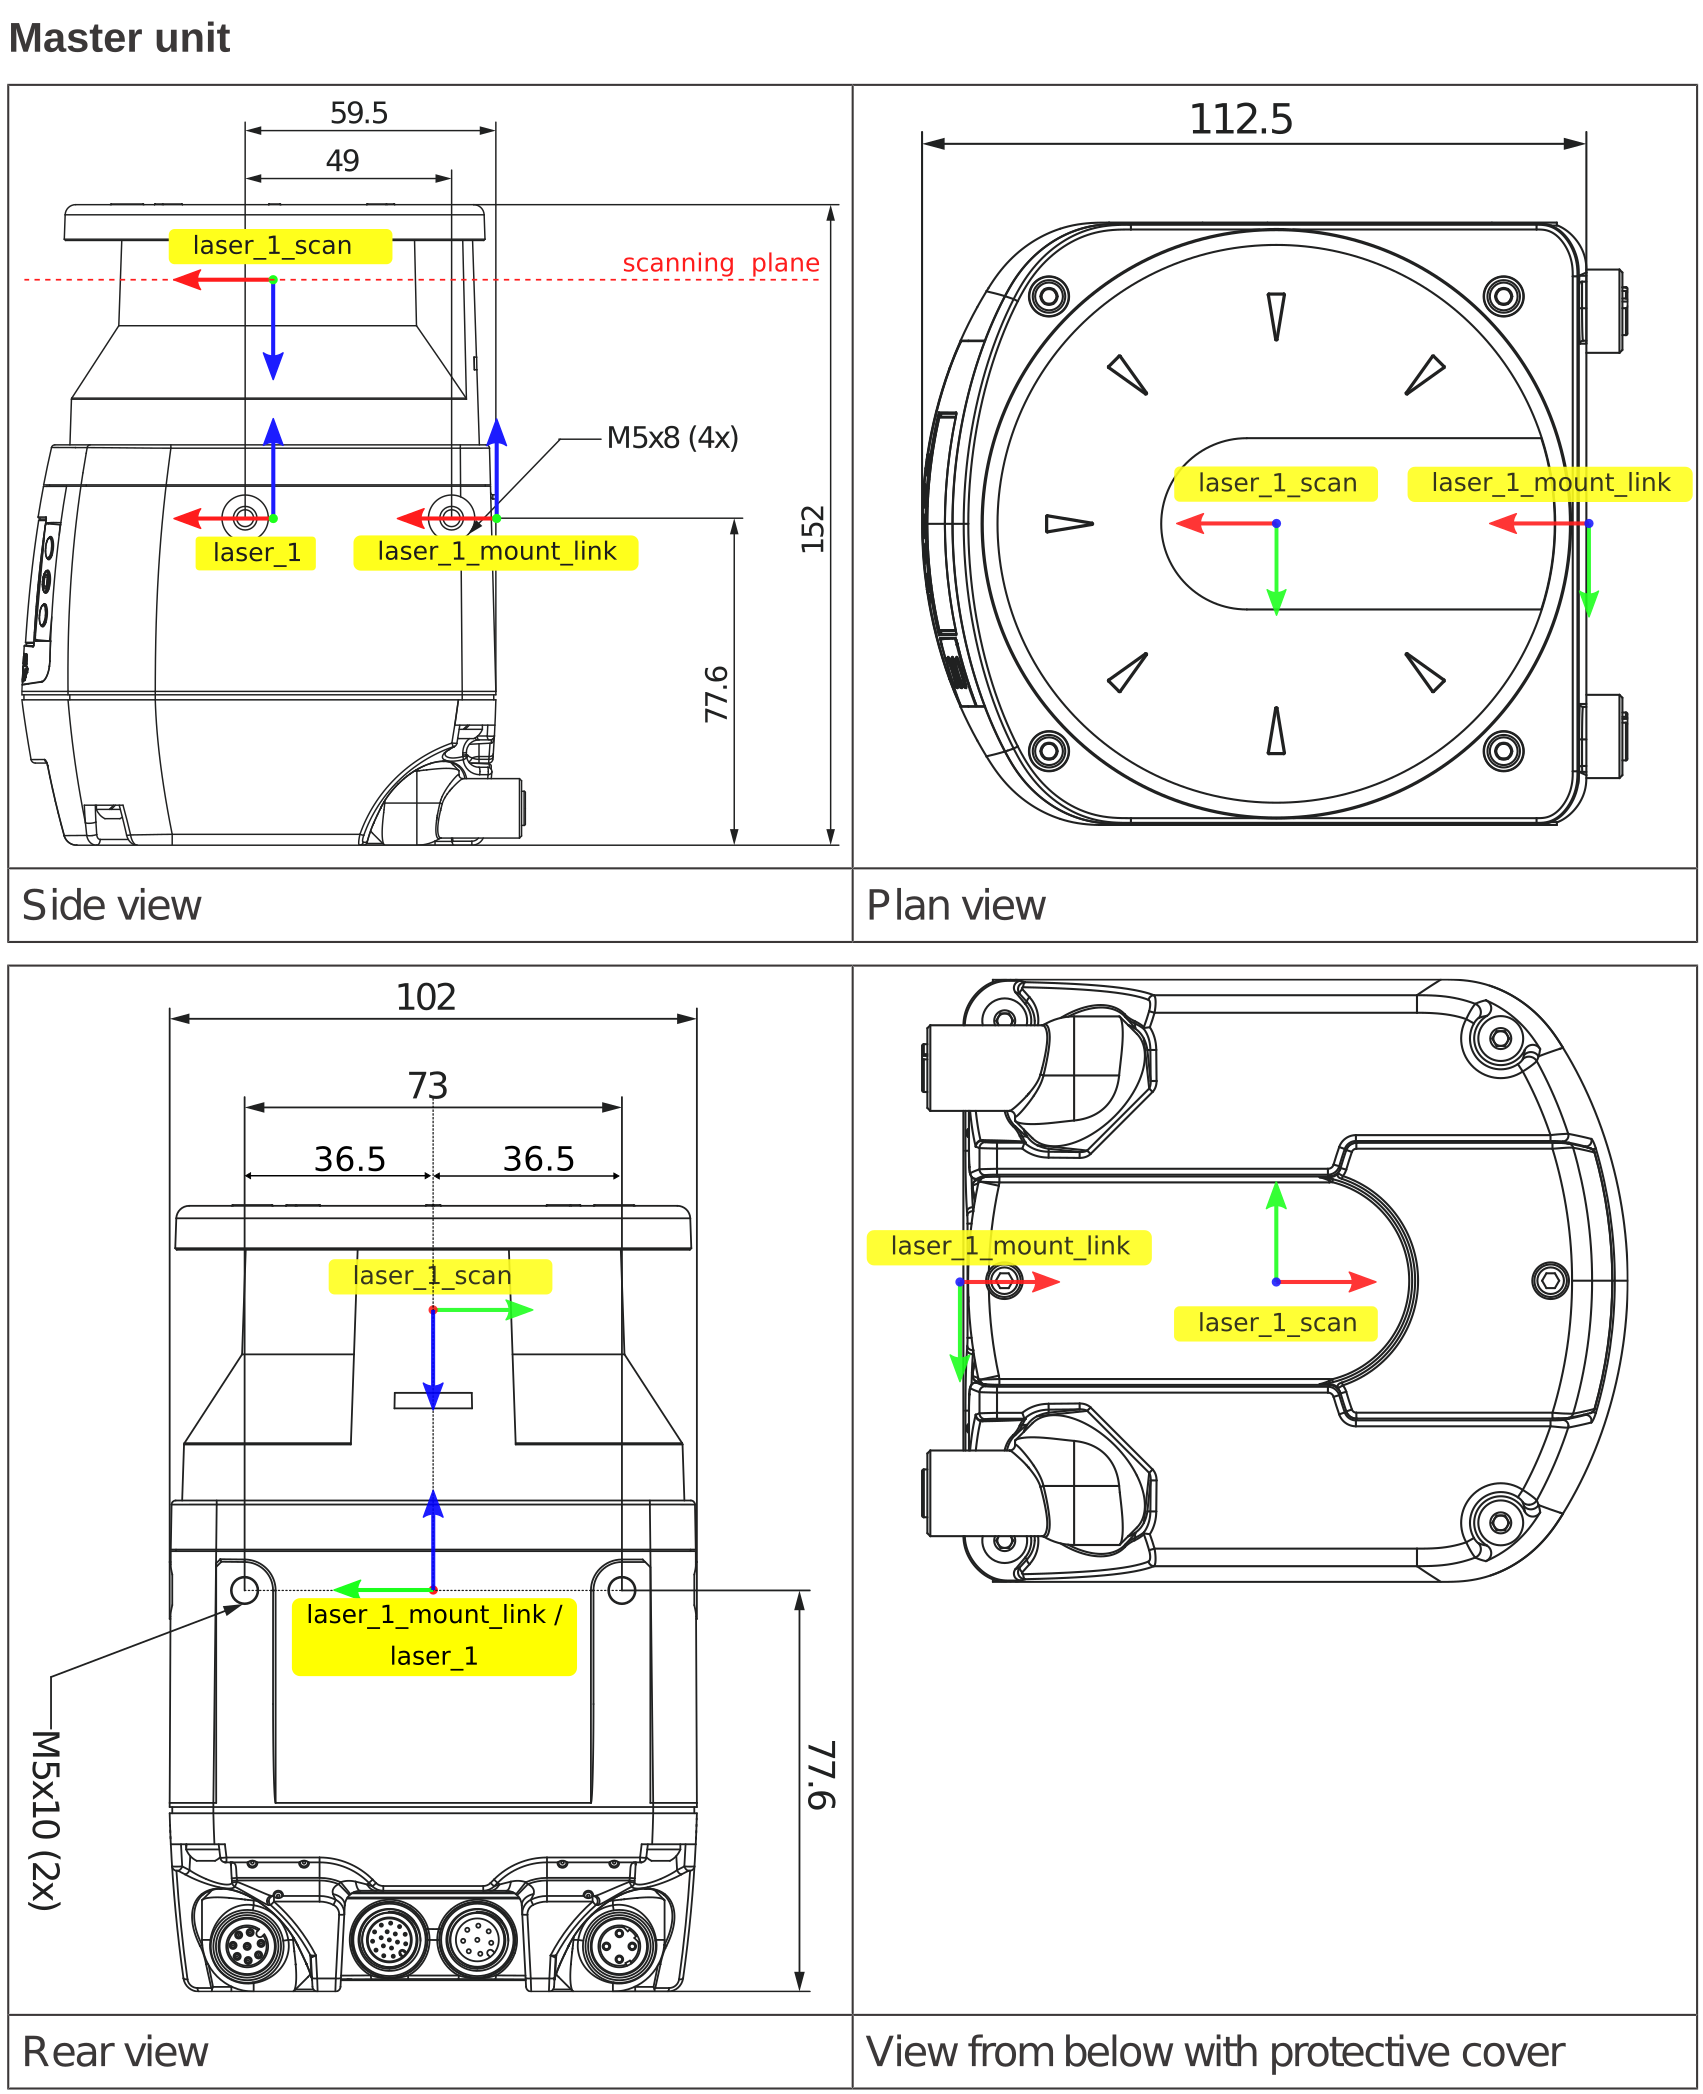 Master unit
59.5
49
laser_1_scan
scanning plane
M5x8 (4x)
laser_1
laser_1_mount_link
152
77.6
Side view
112.5
laser_1_scan
laser_1_mount_link
Plan view
102
73
36.5
36.5
laser_1_scan
laser_1_mount_link /
laser_1
M5x10 (2x)
77.6
Rear view
laser_1_mount_link
laser_1_scan
View from below with protective cover